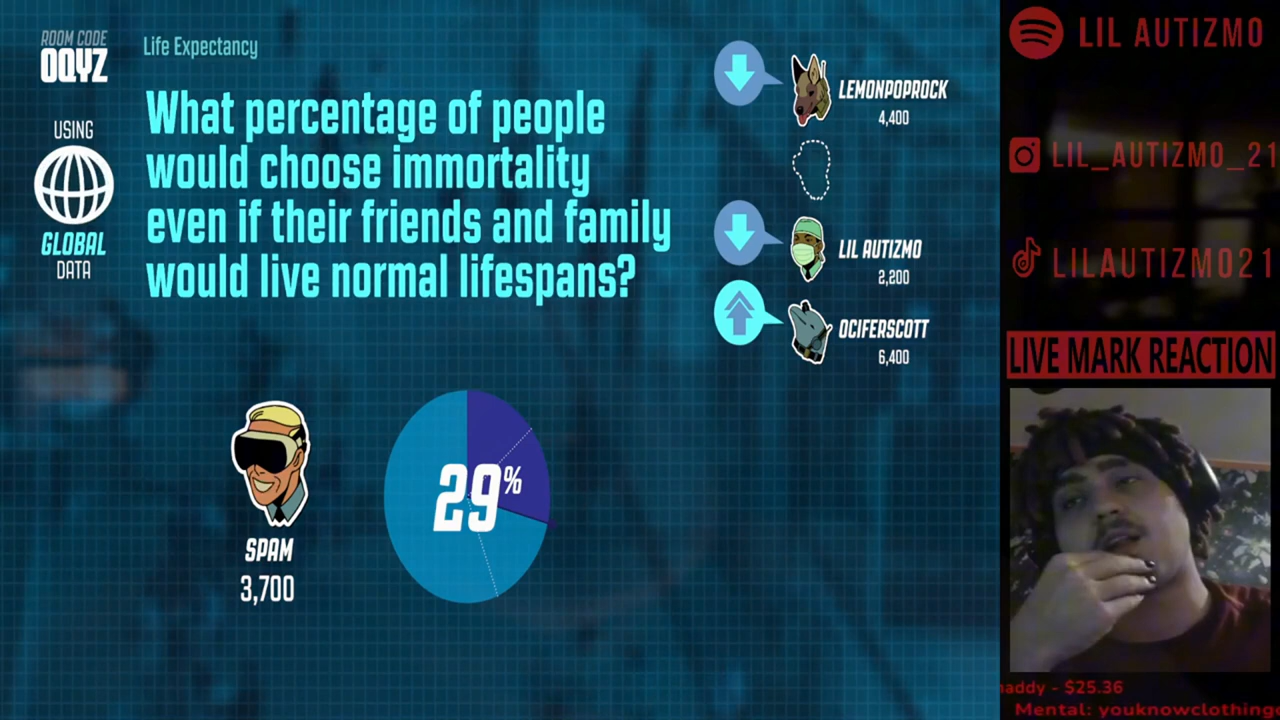 ROOM CODE
OQYZ
Life Expectancy
USING
GLOBAL
DATA
What percentage of people
would choose immortality
even if their friends and family
would live normal lifespans?
LEMONPOPROCK
4,400
LIL AUTIZMO
2,200
OCIFERSCOTT
6,400
SPAM
3,700
29%
LIL AUTIZMO
LIL_AUTIZMO_21
LILAUTIZMO21
LIVE MARK REACTION
haddy - $25.36
Mental: youknowclothing